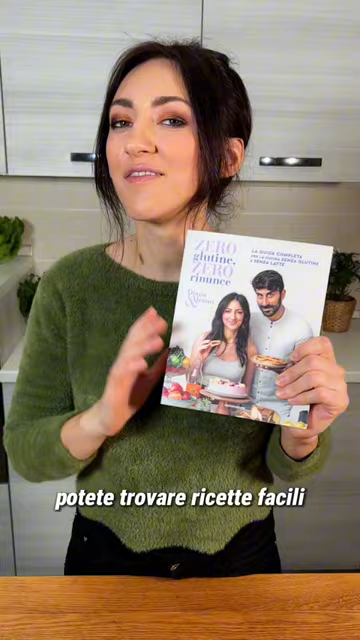 ZERO
glutine,
ZERO
rinunce
LA GUIDA COMPLETA
PER LA CUCINA SENZA GLUTINE
E SENZA LATTE
potete trovare ricette facili